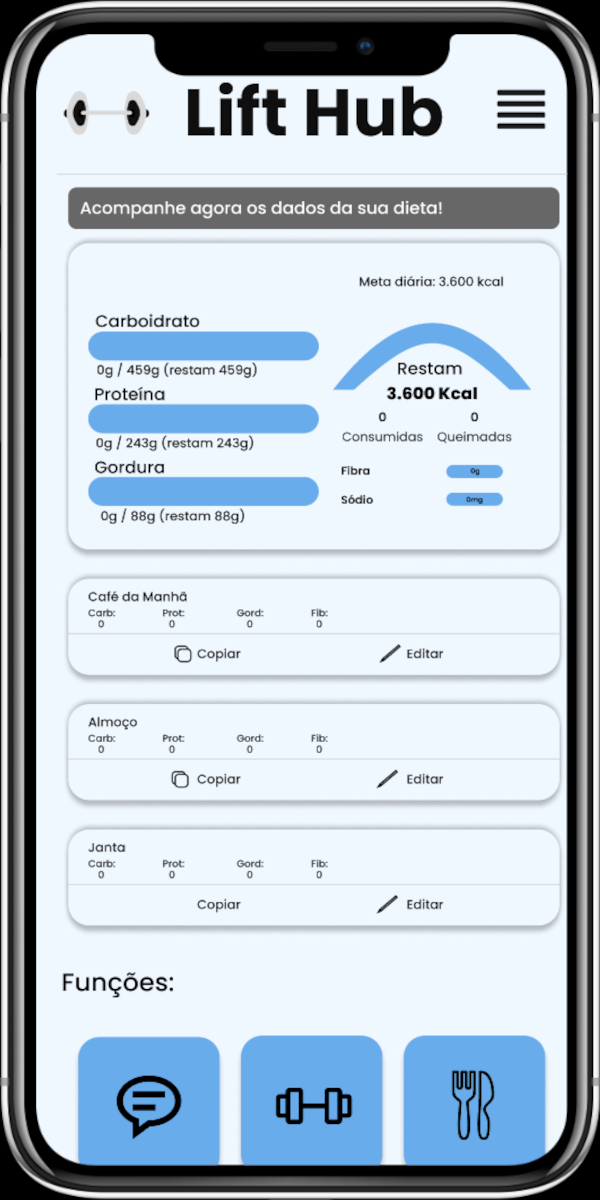 Lift Hub
Acompanhe agora os dados da sua dieta!
Meta diária: 3.600 kcal
Carboidrato
0g / 459g (restam 459g)
Proteína
0g / 243g (restam 243g)
Gordura
0g / 88g (restam 88g)
Restam
3.600 Kcal
0 0
Consumidas Queimadas
Fibra 0g
Sódio 0mg
Café da Manhã
Carb: Prot: Gord: Fib:
0 0 0 0
Copiar Editar
Almoço
Carb: Prot: Gord: Fib:
0 0 0 0
Copiar Editar
Janta
Carb: Prot: Gord: Fib:
0 0 0 0
Copiar Editar
Funções: